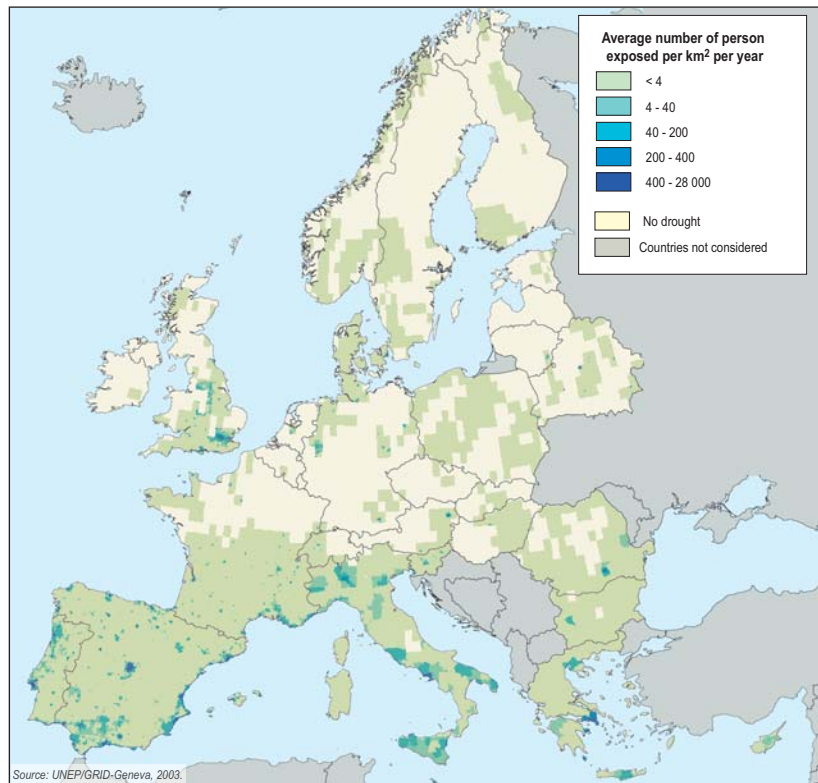 Average number of person
exposed per km² per year
< 4
4 - 40
40 - 200
200 - 400
400 - 28 000
No drought
Countries not considered
Source: UNEP/GRID-Geneva, 2003.